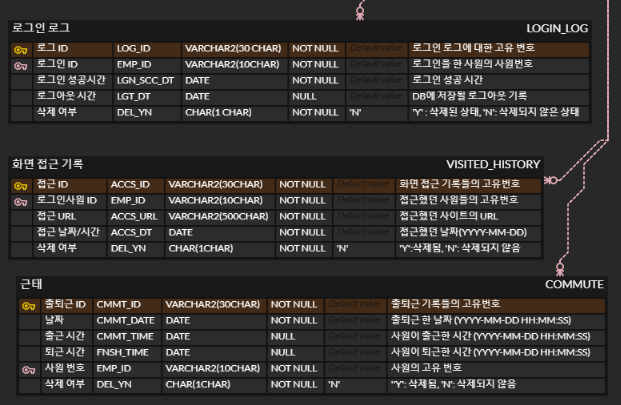 로그인 로그 LOGIN_LOG
로그 ID LOG_ID VARCHAR2(30 CHAR) NOT NULL Default value 로그인 로그에 대한 고유 번호
로그인 ID EMP_ID VARCHAR2(10CHAR) NOT NULL Default value 로그인을 한 사원의 사원번호
로그인 성공시간 LGN_SCC_DT DATE NOT NULL Default value 로그인 성공 시간
로그아웃 시간 LGT_DT DATE NULL Default value DB에 저장될 로그아웃 기록
삭제 여부 DEL_YN CHAR(1 CHAR) NOT NULL 'N' 'Y' : 삭제된 상태, 'N': 삭제되지 않은 상태
화면 접근 기록 VISITED_HISTORY
접근 ID ACCS_ID VARCHAR2(30CHAR) NOT NULL Default value 화면 접근 기록들의 고유번호
로그인사원 ID EMP_ID VARCHAR2(10CHAR) NOT NULL Default value 접근했던 사원들의 고유번호
접근 URL ACCS_URL VARCHAR2(500CHAR) NOT NULL Default value 접근했던 사이트의 URL
접근 날짜/시간 ACCS_DT DATE NOT NULL Default value 접근했던 날짜(YYYY-MM-DD)
삭제 여부 DEL_YN CHAR(1CHAR) NOT NULL 'N' "Y':삭제됨, 'N': 삭제되지 않음
근태 COMMUTE
출퇴근 ID CMMT_ID VARCHAR2(30CHAR) NOT NULL Default value 출퇴근 기록들의 고유번호
날짜 CMMT_DATE DATE NOT NULL Default value 출퇴근 한 날짜 (YYYY-MM-DD HH:MM:SS)
출근 시간 CMMT_TIME DATE NULL Default value 사원이 출근한 시간 (YYYY-MM-DD HH:MM:SS)
퇴근 시간 FNSH_TIME DATE NULL Default value 사원이 퇴근한 시간 (YYYY-MM-DD HH:MM:SS)
사원 번호 EMP_ID VARCHAR2(10CHAR) NOT NULL Default value 사원의 고유 번호
삭제 여부 DEL_YN CHAR(1CHAR) NOT NULL 'N' "Y': 삭제됨, 'N': 삭제되지 않음